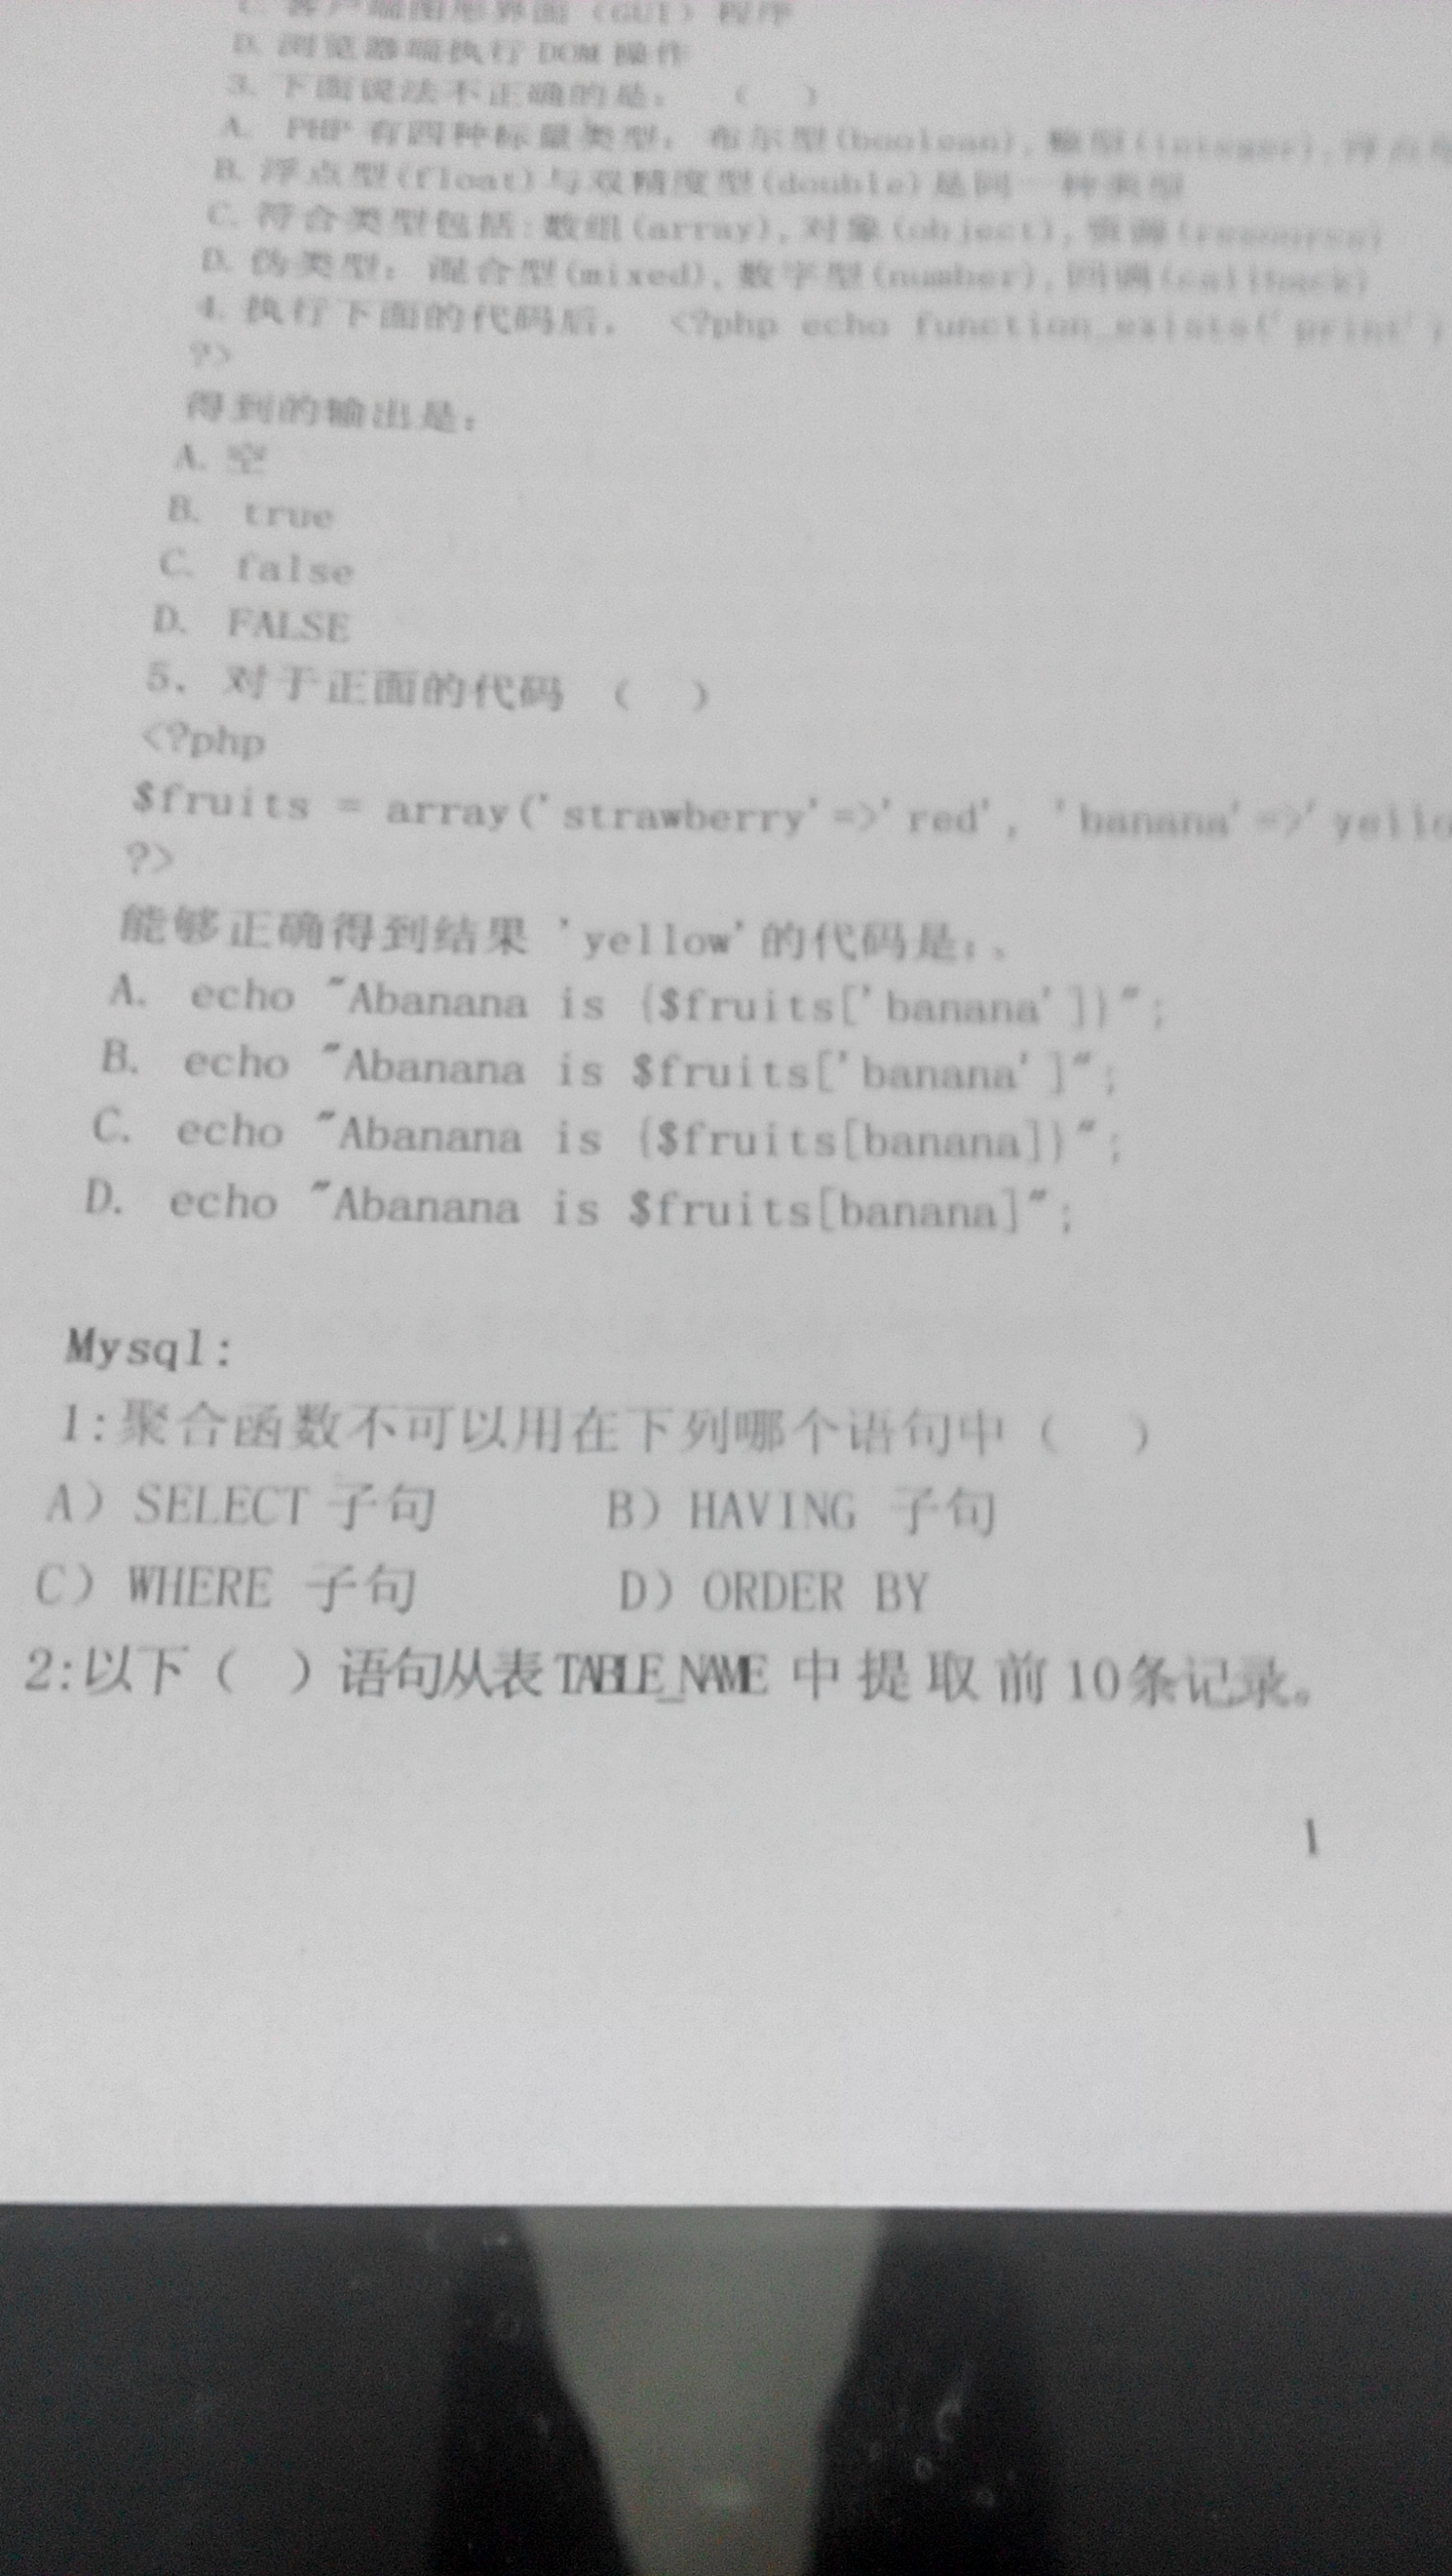 C. 客户端图形界面（GUI）程序
D. 浏览器端执行 DOM 操作
3. 下面说法不正确的是： （ ）
A. PHP 有四种标量类型：布尔型(boolean),整型(integer),浮点
B. 浮点型(float)与双精度型(double)是同一种类型
C. 符合类型包括:数组(array),对象(object),资源(resource)
D. 伪类型：混合型(mixed),数字型(number),回调(callback)
4. 执行下面的代码后， <?php echo function_exists('print')
?>
得到的输出是：
A. 空
B. true
C. false
D. FALSE
5. 对于正面的代码 （ ）
<?php
$fruits = array('strawberry'=>'red', 'banana'=>'yello
?>
能够正确得到结果 'yellow'的代码是：、
A. echo "Abanana is {$fruits['banana']}";
B. echo "Abanana is $fruits['banana']";
C. echo "Abanana is {$fruits[banana]}";
D. echo "Abanana is $fruits[banana]";
Mysql:
1:聚合函数不可以用在下列哪个语句中（ ）
A）SELECT 子句 B）HAVING 子句
C）WHERE 子句 D）ORDER BY
2:以下（ ）语句从表 TABLE_NAME 中提取前 10 条记录。
1